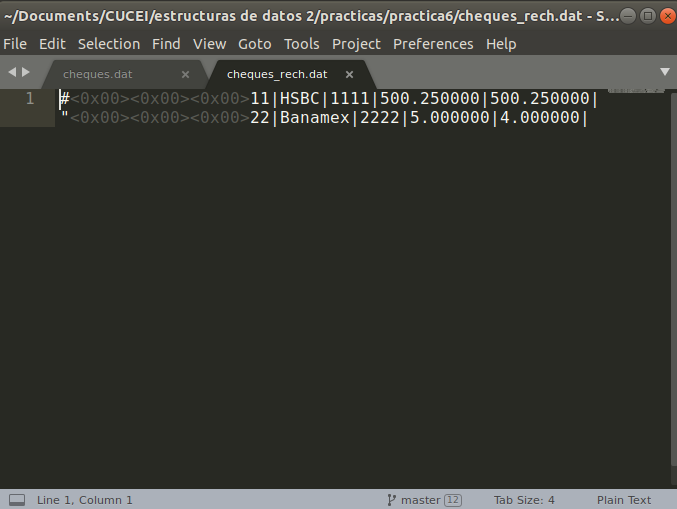 ~/Documents/CUCEI/estructuras de datos 2/practicas/practica6/cheques_rech.dat - S...
File Edit Selection Find View Goto Tools Project Preferences Help
cheques.dat × cheques_rech.dat ×
1 #<0x00><0x00><0x00>11|HSBC|1111|500.250000|500.250000|
"<0x00><0x00><0x00>22|Banamex|2222|5.000000|4.000000|
Line 1, Column 1 master 12 Tab Size: 4 Plain Text